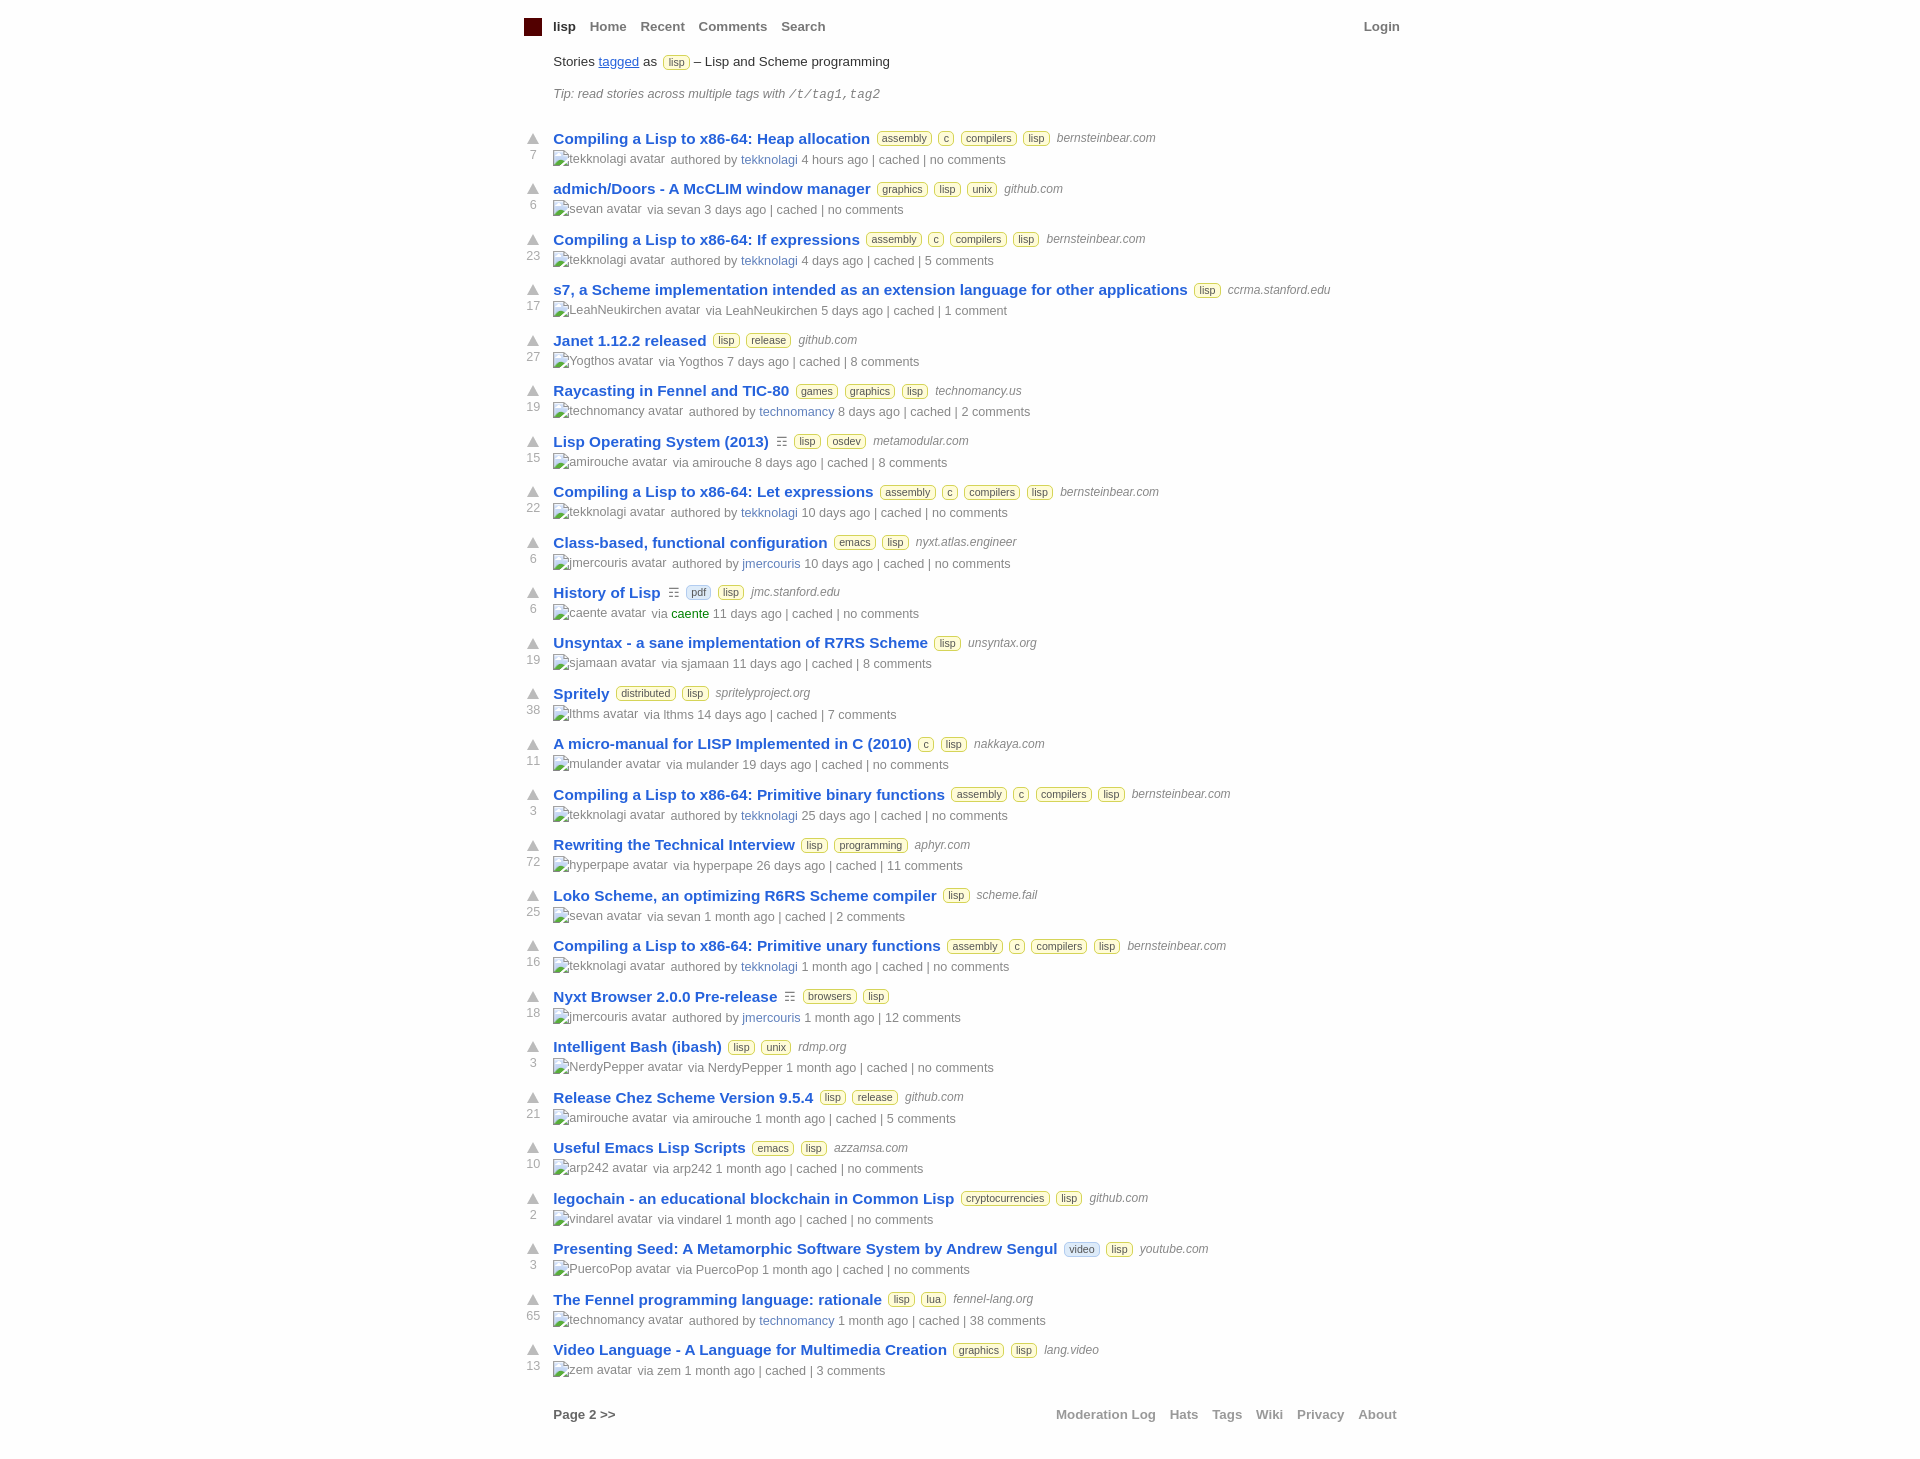 lisp Home Recent Comments Search Login
Stories tagged as lisp – Lisp and Scheme programming
Tip: read stories across multiple tags with /t/tag1,tag2
Compiling a Lisp to x86-64: Heap allocation assembly c compilers lisp bernsteinbear.com
7 tekknolagi avatar authored by tekknolagi 4 hours ago | cached | no comments
admich/Doors - A McCLIM window manager graphics lisp unix github.com
6 sevan avatar via sevan 3 days ago | cached | no comments
Compiling a Lisp to x86-64: If expressions assembly c compilers lisp bernsteinbear.com
23 tekknolagi avatar authored by tekknolagi 4 days ago | cached | 5 comments
s7, a Scheme implementation intended as an extension language for other applications lisp ccrma.stanford.edu
17 LeahNeukirchen avatar via LeahNeukirchen 5 days ago | cached | 1 comment
Janet 1.12.2 released lisp release github.com
27 Yogthos avatar via Yogthos 7 days ago | cached | 8 comments
Raycasting in Fennel and TIC-80 games graphics lisp technomancy.us
19 technomancy avatar authored by technomancy 8 days ago | cached | 2 comments
Lisp Operating System (2013) ☶ lisp osdev metamodular.com
15 amirouche avatar via amirouche 8 days ago | cached | 8 comments
Compiling a Lisp to x86-64: Let expressions assembly c compilers lisp bernsteinbear.com
22 tekknolagi avatar authored by tekknolagi 10 days ago | cached | no comments
Class-based, functional configuration emacs lisp nyxt.atlas.engineer
6 jmercouris avatar authored by jmercouris 10 days ago | cached | no comments
History of Lisp ☶ pdf lisp jmc.stanford.edu
6 caente avatar via caente 11 days ago | cached | no comments
Unsyntax - a sane implementation of R7RS Scheme lisp unsyntax.org
19 sjamaan avatar via sjamaan 11 days ago | cached | 8 comments
Spritely distributed lisp spritelyproject.org
38 lthms avatar via lthms 14 days ago | cached | 7 comments
A micro-manual for LISP Implemented in C (2010) c lisp nakkaya.com
11 mulander avatar via mulander 19 days ago | cached | no comments
Compiling a Lisp to x86-64: Primitive binary functions assembly c compilers lisp bernsteinbear.com
3 tekknolagi avatar authored by tekknolagi 25 days ago | cached | no comments
Rewriting the Technical Interview lisp programming aphyr.com
72 hyperpape avatar via hyperpape 26 days ago | cached | 11 comments
Loko Scheme, an optimizing R6RS Scheme compiler lisp scheme.fail
25 sevan avatar via sevan 1 month ago | cached | 2 comments
Compiling a Lisp to x86-64: Primitive unary functions assembly c compilers lisp bernsteinbear.com
16 tekknolagi avatar authored by tekknolagi 1 month ago | cached | no comments
Nyxt Browser 2.0.0 Pre-release ☶ browsers lisp
18 jmercouris avatar authored by jmercouris 1 month ago | 12 comments
Intelligent Bash (ibash) lisp unix rdmp.org
3 NerdyPepper avatar via NerdyPepper 1 month ago | cached | no comments
Release Chez Scheme Version 9.5.4 lisp release github.com
21 amirouche avatar via amirouche 1 month ago | cached | 5 comments
Useful Emacs Lisp Scripts emacs lisp azzamsa.com
10 arp242 avatar via arp242 1 month ago | cached | no comments
legochain - an educational blockchain in Common Lisp cryptocurrencies lisp github.com
2 vindarel avatar via vindarel 1 month ago | cached | no comments
Presenting Seed: A Metamorphic Software System by Andrew Sengul video lisp youtube.com
3 PuercoPop avatar via PuercoPop 1 month ago | cached | no comments
The Fennel programming language: rationale lisp lua fennel-lang.org
65 technomancy avatar authored by technomancy 1 month ago | cached | 38 comments
Video Language - A Language for Multimedia Creation graphics lisp lang.video
13 zem avatar via zem 1 month ago | cached | 3 comments
Page 2 >> Moderation Log Hats Tags Wiki Privacy About